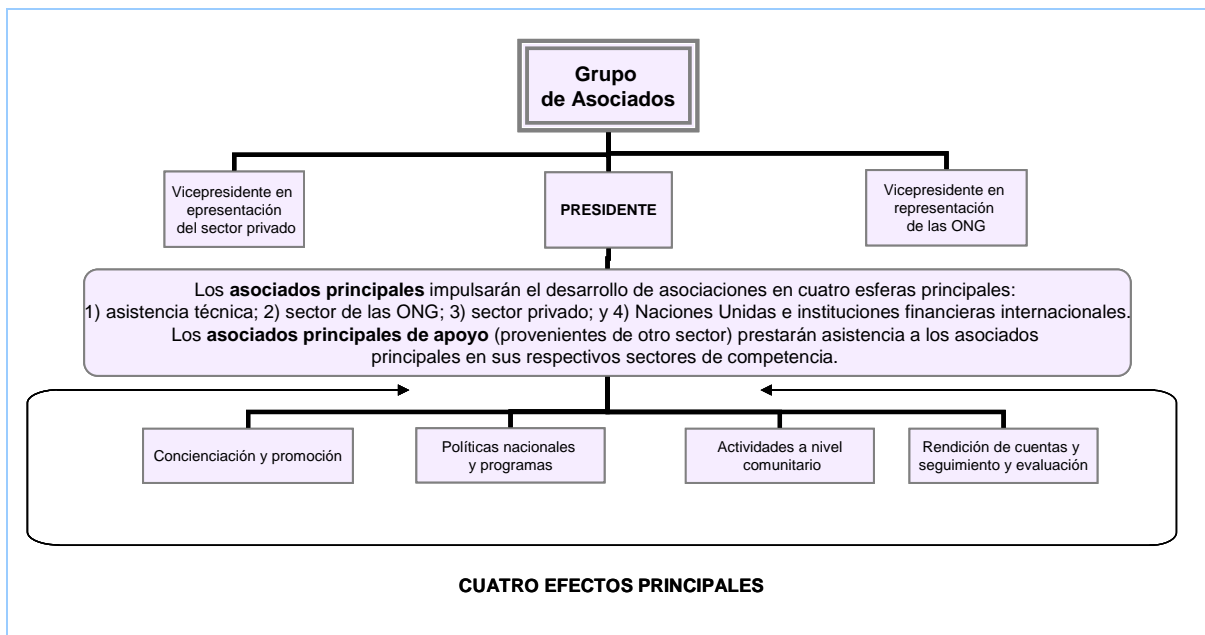 Grupo
de Asociados
Vicepresidente en
epresentación
del sector privado
PRESIDENTE
Vicepresidente en
representación
de las ONG
Los asociados principales impulsarán el desarrollo de asociaciones en cuatro esferas principales:
1) asistencia técnica; 2) sector de las ONG; 3) sector privado; y 4) Naciones Unidas e instituciones financieras internacionales.
Los asociados principales de apoyo (provenientes de otro sector) prestarán asistencia a los asociados
principales en sus respectivos sectores de competencia.
Concienciación y promoción
Políticas nacionales
y programas
Actividades a nivel
comunitario
Rendición de cuentas y
seguimiento y evaluación
CUATRO EFECTOS PRINCIPALES